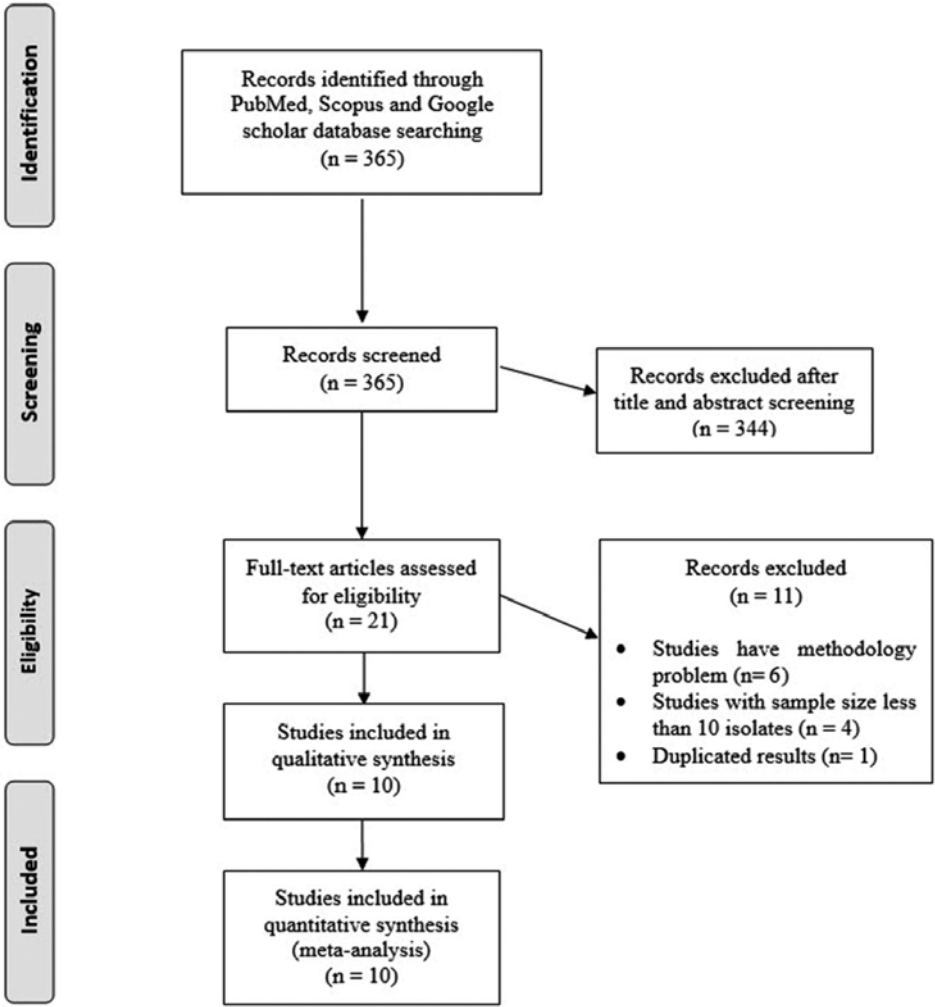 Identification
Records identified through
PubMed, Scopus and Google
scholar database searching
(n = 365)
Screening
Records screened
(n = 365)
Records excluded after
title and abstract screening
(n = 344)
Eligibility
Full-text articles assessed
for eligibility
(n = 21)
Records excluded
(n = 11)
• Studies have methodology
problem (n= 6)
• Studies with sample size less
than 10 isolates (n = 4)
• Duplicated results (n= 1)
Studies included in
qualitative synthesis
(n = 10)
Included
Studies included in
quantitative synthesis
(meta-analysis)
(n = 10)